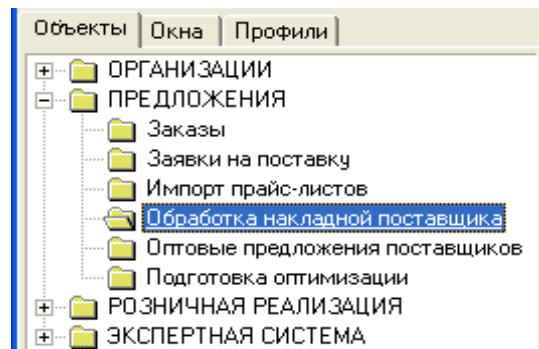 Объекты Окна Профили
ОРГАНИЗАЦИИ
ПРЕДЛОЖЕНИЯ
Заказы
Заявки на поставку
Импорт прайс-листов
Обработка накладной поставщика
Оптовые предложения поставщиков
Подготовка оптимизации
РОЗНИЧНАЯ РЕАЛИЗАЦИЯ
ЭКСПЕРТНАЯ СИСТЕМА